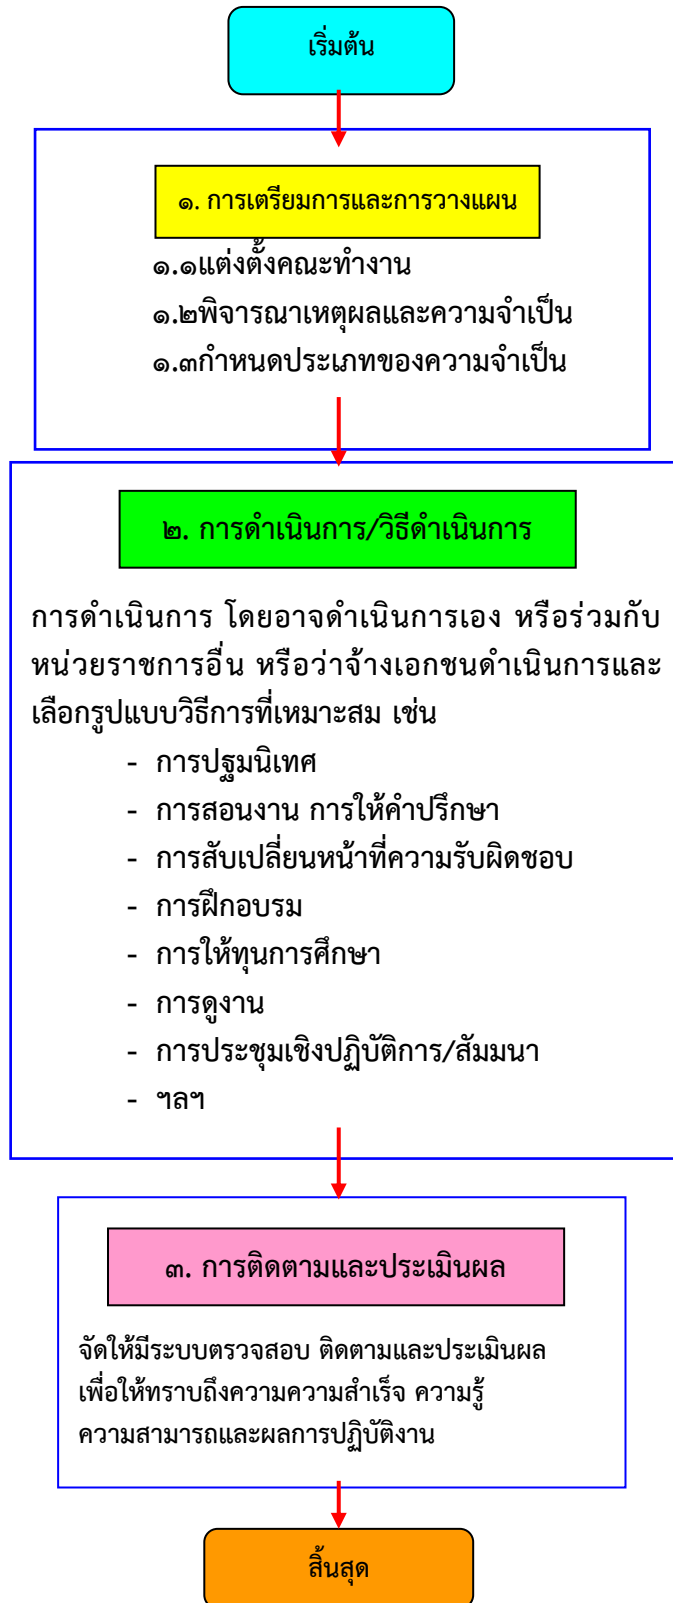 เริ่มต้น
๑. การเตรียมการและการวางแผน
๑.๑แต่งตั้งคณะทำงาน
๑.๒พิจารณาเหตุผลและความจำเป็น
๑.๓กำหนดประเภทของความจำเป็น
๒. การดำเนินการ/วิธีดำเนินการ
การดำเนินการ โดยอาจดำเนินการเอง หรือร่วมกับ
หน่วยราชการอื่น หรือว่าจ้างเอกชนดำเนินการและ
เลือกรูปแบบวิธีการที่เหมาะสม เช่น
- การปฐมนิเทศ
- การสอนงาน การให้คำปรึกษา
- การสับเปลี่ยนหน้าที่ความรับผิดชอบ
- การฝึกอบรม
- การให้ทุนการศึกษา
- การดูงาน
- การประชุมเชิงปฏิบัติการ/สัมมนา
- ฯลฯ
๓. การติดตามและประเมินผล
จัดให้มีระบบตรวจสอบ ติดตามและประเมินผล
เพื่อให้ทราบถึงความความสำเร็จ ความรู้
ความสามารถและผลการปฏิบัติงาน
สิ้นสุด